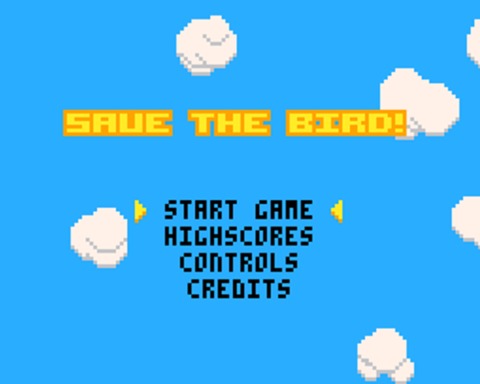 SAVE THE BIRD!
START GAME
HIGHSCORES
CONTROLS
CREDITS